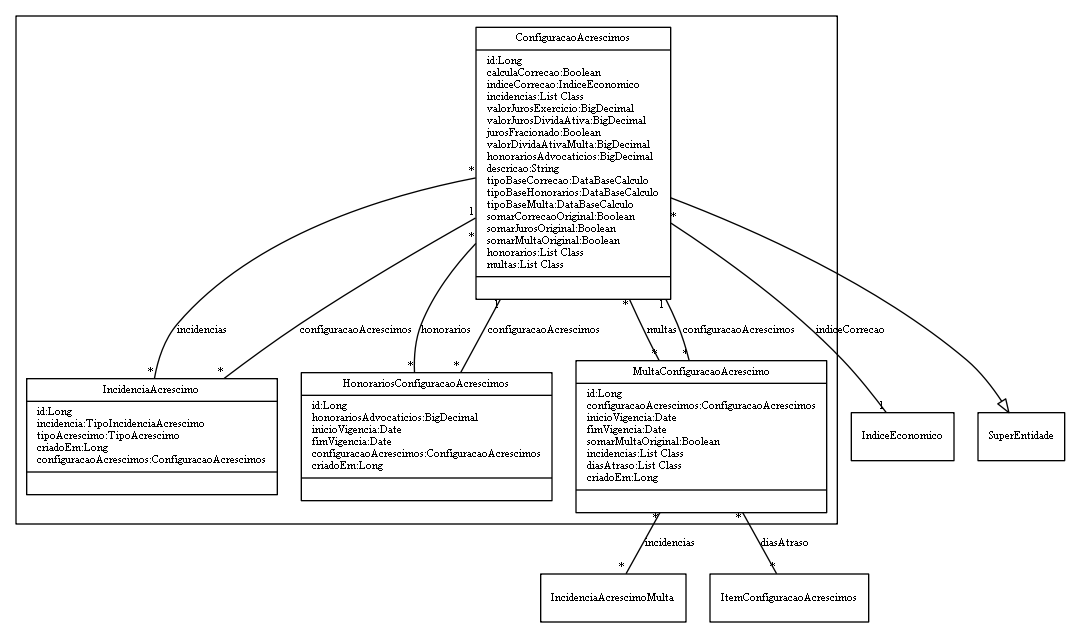 ConfiguracaoAcrescimos
id:Long
calculaCorrecao:Boolean
indiceCorrecao:IndiceEconomico
incidencias:List Class
valorJurosExercicio:BigDecimal
valorJurosDividaAtiva:BigDecimal
jurosFracionado:Boolean
valorDividaAtivaMulta:BigDecimal
honorariosAdvocaticios:BigDecimal
descricao:String
tipoBaseCorrecao:DataBaseCalculo
tipoBaseHonorarios:DataBaseCalculo
tipoBaseMulta:DataBaseCalculo
somarCorrecaoOriginal:Boolean
somarJurosOriginal:Boolean
somarMultaOriginal:Boolean
honorarios:List Class
multas:List Class
*
1
*
*
1
*
1
incidencias
configuracaoAcrescimos
honorarios
configuracaoAcrescimos
multas
configuracaoAcrescimos
indiceCorrecao
*
*
*
*
*
*
1
IncidenciaAcrescimo
id:Long
incidencia:TipoIncidenciaAcrescimo
tipoAcrescimo:TipoAcrescimo
criadoEm:Long
configuracaoAcrescimos:ConfiguracaoAcrescimos
HonorariosConfiguracaoAcrescimos
id:Long
honorariosAdvocaticios:BigDecimal
inicioVigencia:Date
fimVigencia:Date
configuracaoAcrescimos:ConfiguracaoAcrescimos
criadoEm:Long
MultaConfiguracaoAcrescimo
id:Long
configuracaoAcrescimos:ConfiguracaoAcrescimos
inicioVigencia:Date
fimVigencia:Date
somarMultaOriginal:Boolean
incidencias:List Class
diasAtraso:List Class
criadoEm:Long
IndiceEconomico
SuperEntidade
*
*
incidencias
diasAtraso
*
*
IncidenciaAcrescimoMulta
ItemConfiguracaoAcrescimos